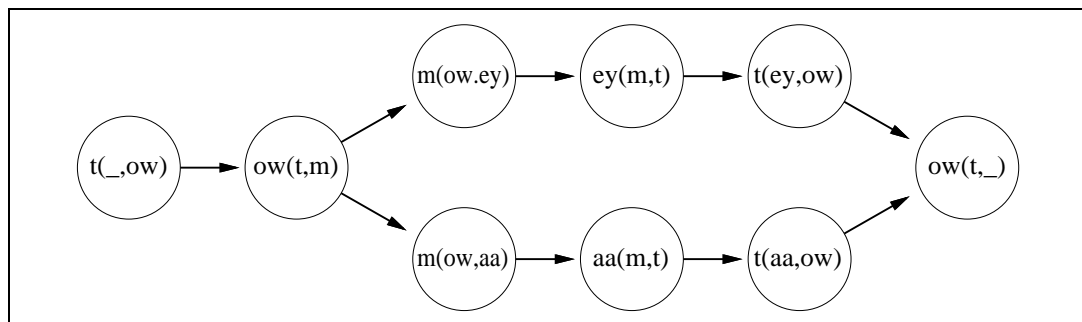 m(ow.ey) ey(m,t) t(ey,ow)
t(_,ow) ow(t,m) ow(t,_)
m(ow,aa) aa(m,t) t(aa,ow)